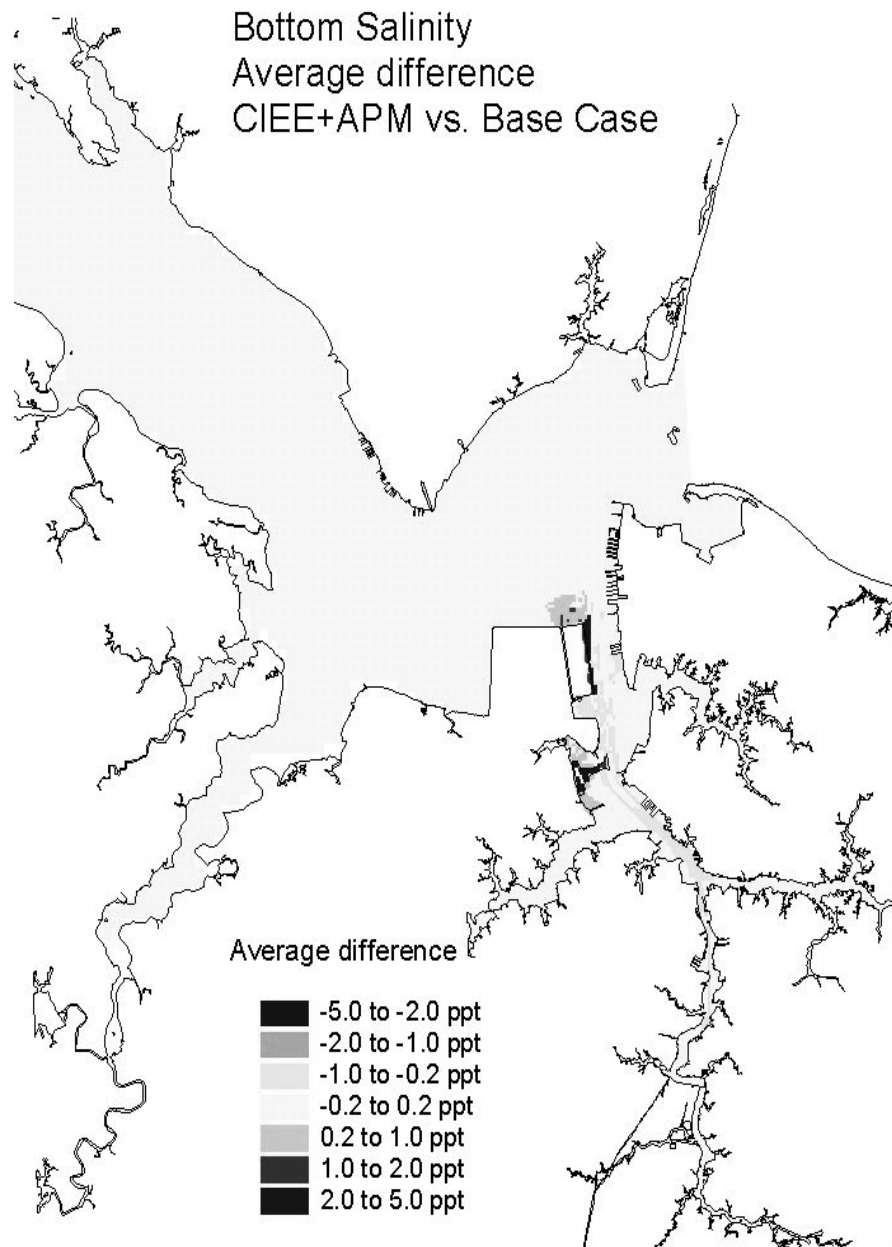 Bottom Salinity
Average difference
CIEE+APM vs. Base Case
Average difference
-5.0 to -2.0 ppt
-2.0 to -1.0 ppt
-1.0 to -0.2 ppt
-0.2 to 0.2 ppt
0.2 to 1.0 ppt
1.0 to 2.0 ppt
2.0 to 5.0 ppt